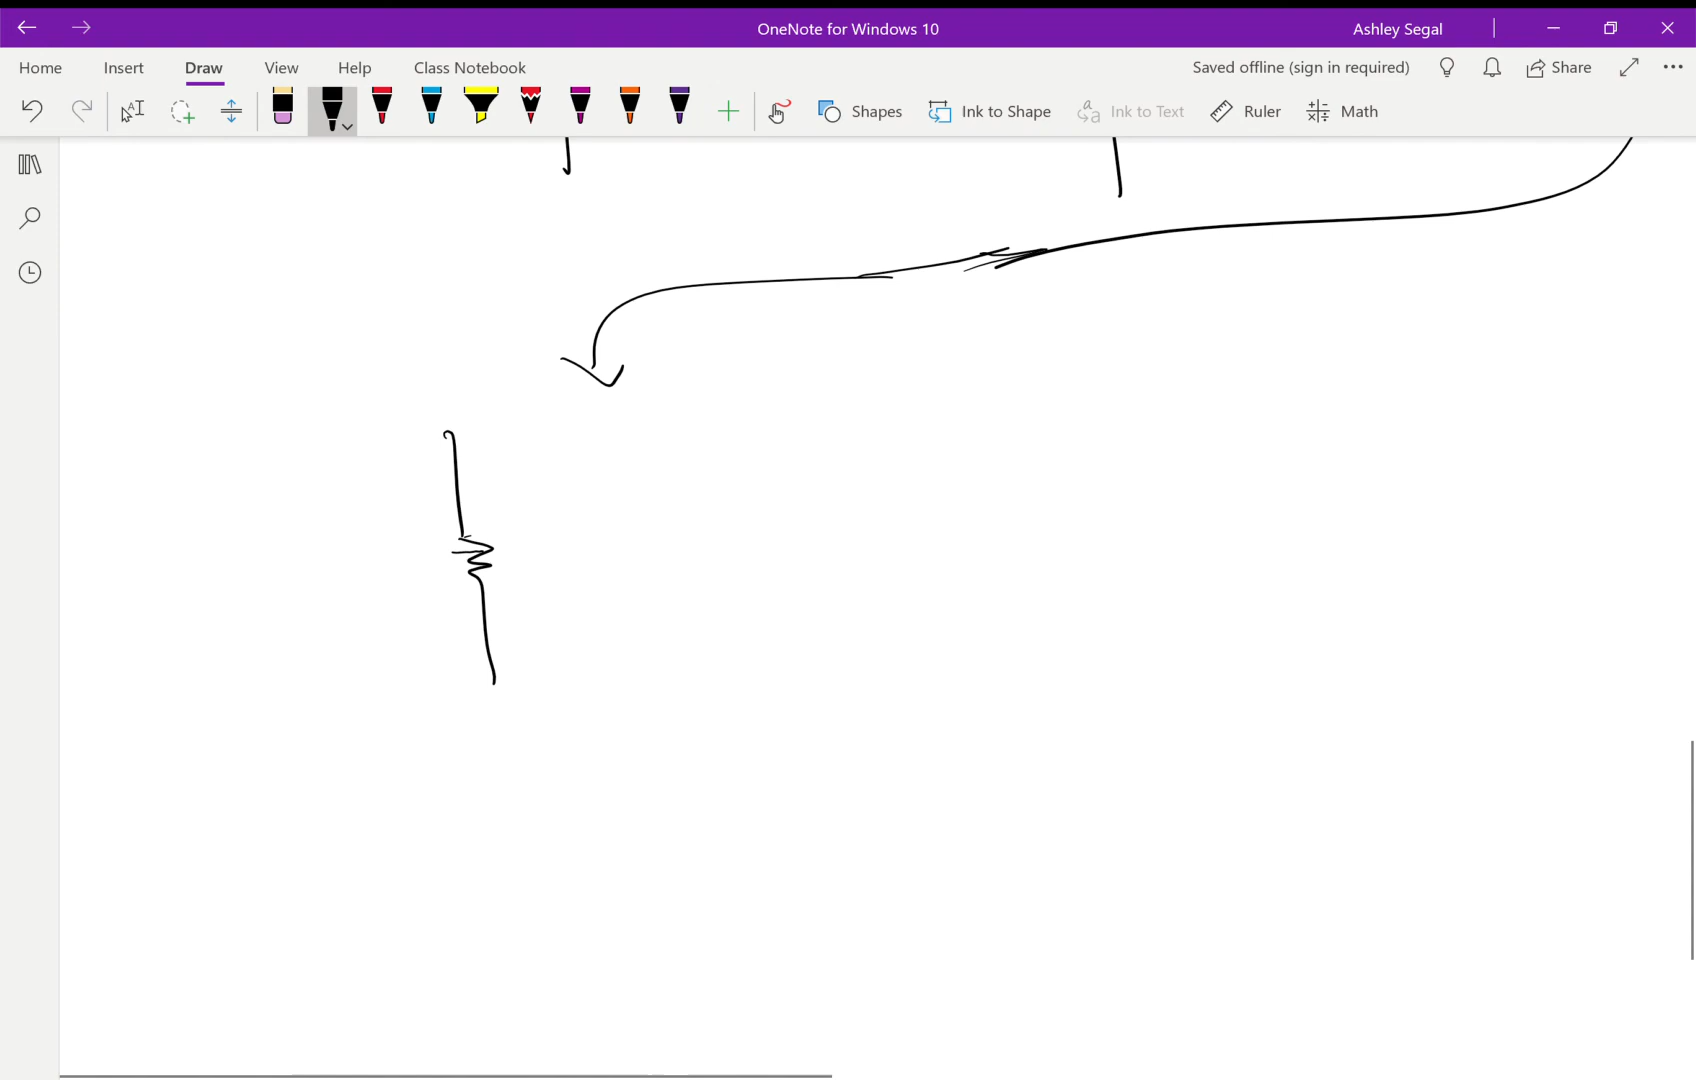 OneNote for Windows 10
Ashley Segal
Home Insert Draw View Help Class Notebook
Saved offline (sign in required)
Share
Shapes
Ink to Shape
Ink to Text
Ruler
Math